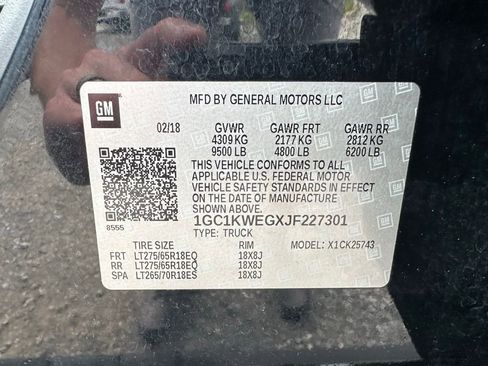 GM
MFD BY GENERAL MOTORS LLC
02/18 GVWR GAWR FRT GAWR RR
4309 KG 2177 KG 2812 KG
9500 LB 4800 LB 6200 LB
THIS VEHICLE CONFORMS TO ALL
APPLICABLE U.S. FEDERAL MOTOR
VEHICLE SAFETY STANDARDS IN EFFECT
ON THE DATE OF MANUFACTURE
SHOWN ABOVE.
1GC1KWEGXJF227301
8555 TYPE: TRUCK
TIRE SIZE RIM MODEL: X1CK25743
FRT LT275/65R18EQ 18X8J
RR LT275/65R18EQ 18X8J
SPA LT265/70R18ES 18X8J